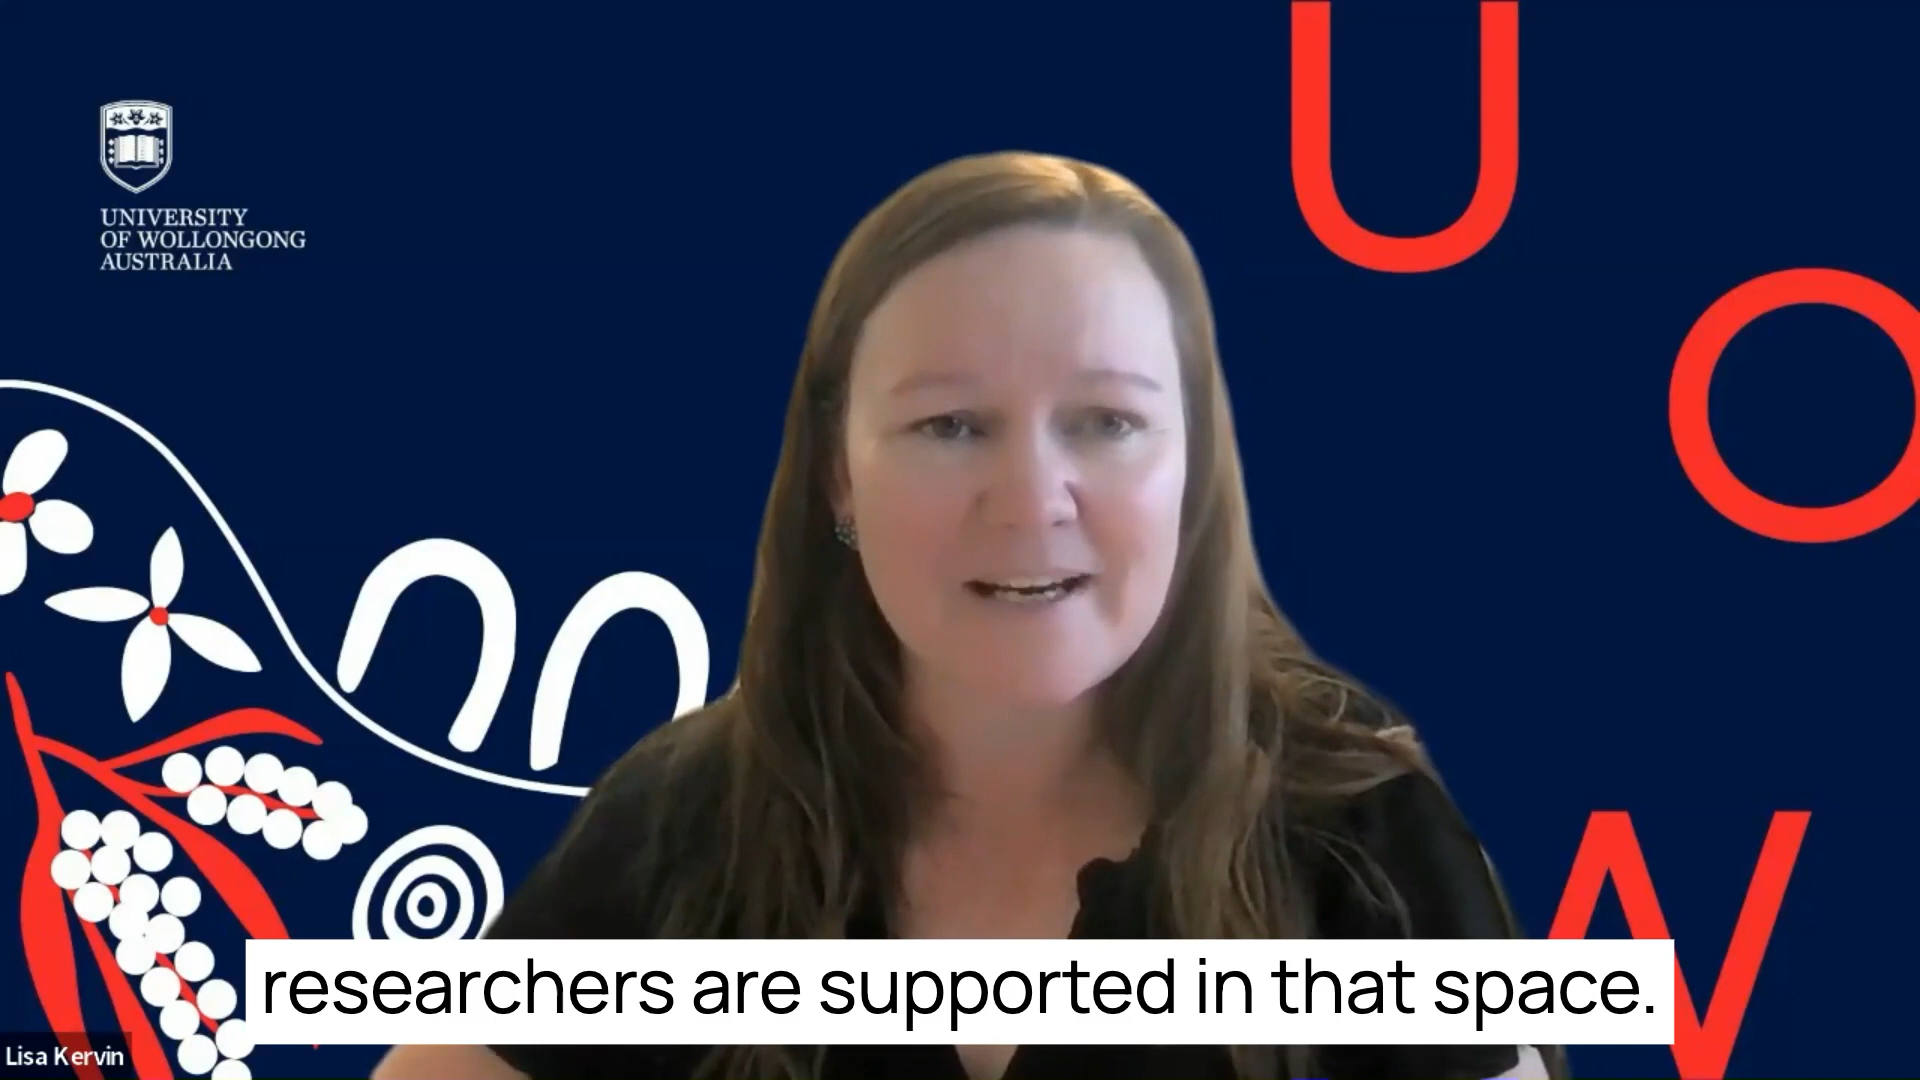 UNIVERSITY
OF WOLLONGONG
AUSTRALIA
U
O
W
researchers are supported in that space.
Lisa Kervin